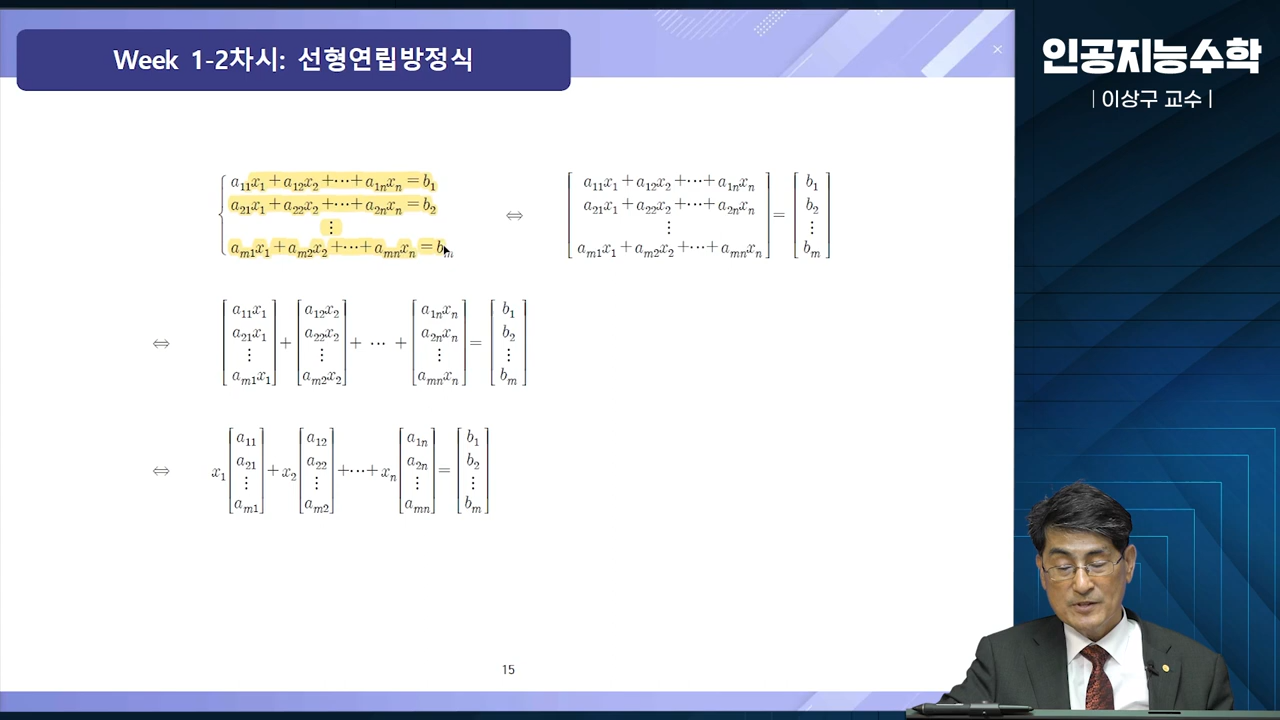 Week 1-2차시: 선형연립방정식
인공지능수학
| 이상구 교수 |
a₁₁x₁ + a₁₂x₂ + ⋯ + a₁ₙxₙ = b₁
a₂₁x₁ + a₂₂x₂ + ⋯ + a₂ₙxₙ = b₂
⋮
aₘ₁x₁ + aₘ₂x₂ + ⋯ + aₘₙxₙ = bₘ
⇔
a₁₁x₁ + a₁₂x₂ + ⋯ + a₁ₙxₙ
a₂₁x₁ + a₂₂x₂ + ⋯ + a₂ₙxₙ
⋮
aₘ₁x₁ + aₘ₂x₂ + ⋯ + aₘₙxₙ
=
b₁
b₂
⋮
bₘ
⇔
a₁₁x₁
a₂₁x₁
⋮
aₘ₁x₁
+
a₁₂x₂
a₂₂x₂
⋮
aₘ₂x₂
+ ⋯ +
a₁ₙxₙ
a₂ₙxₙ
⋮
aₘₙxₙ
=
b₁
b₂
⋮
bₘ
⇔
x₁
a₁₁
a₂₁
⋮
aₘ₁
+ x₂
a₁₂
a₂₂
⋮
aₘ₂
+ ⋯ + xₙ
a₁ₙ
a₂ₙ
⋮
aₘₙ
=
b₁
b₂
⋮
bₘ
15